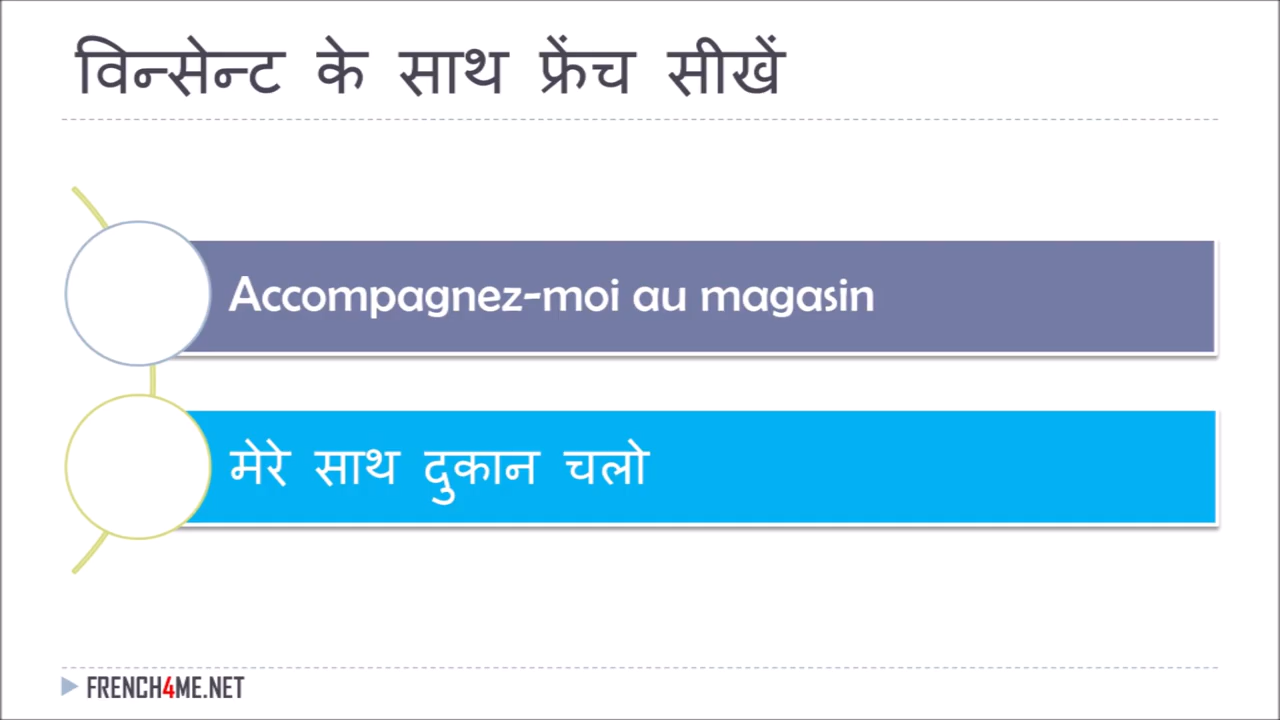 विन्सेन्ट के साथ फ्रेंच सीखें
Accompagnez-moi au magasin
मेरे साथ दुकान चलो
FRENCH4ME.NET